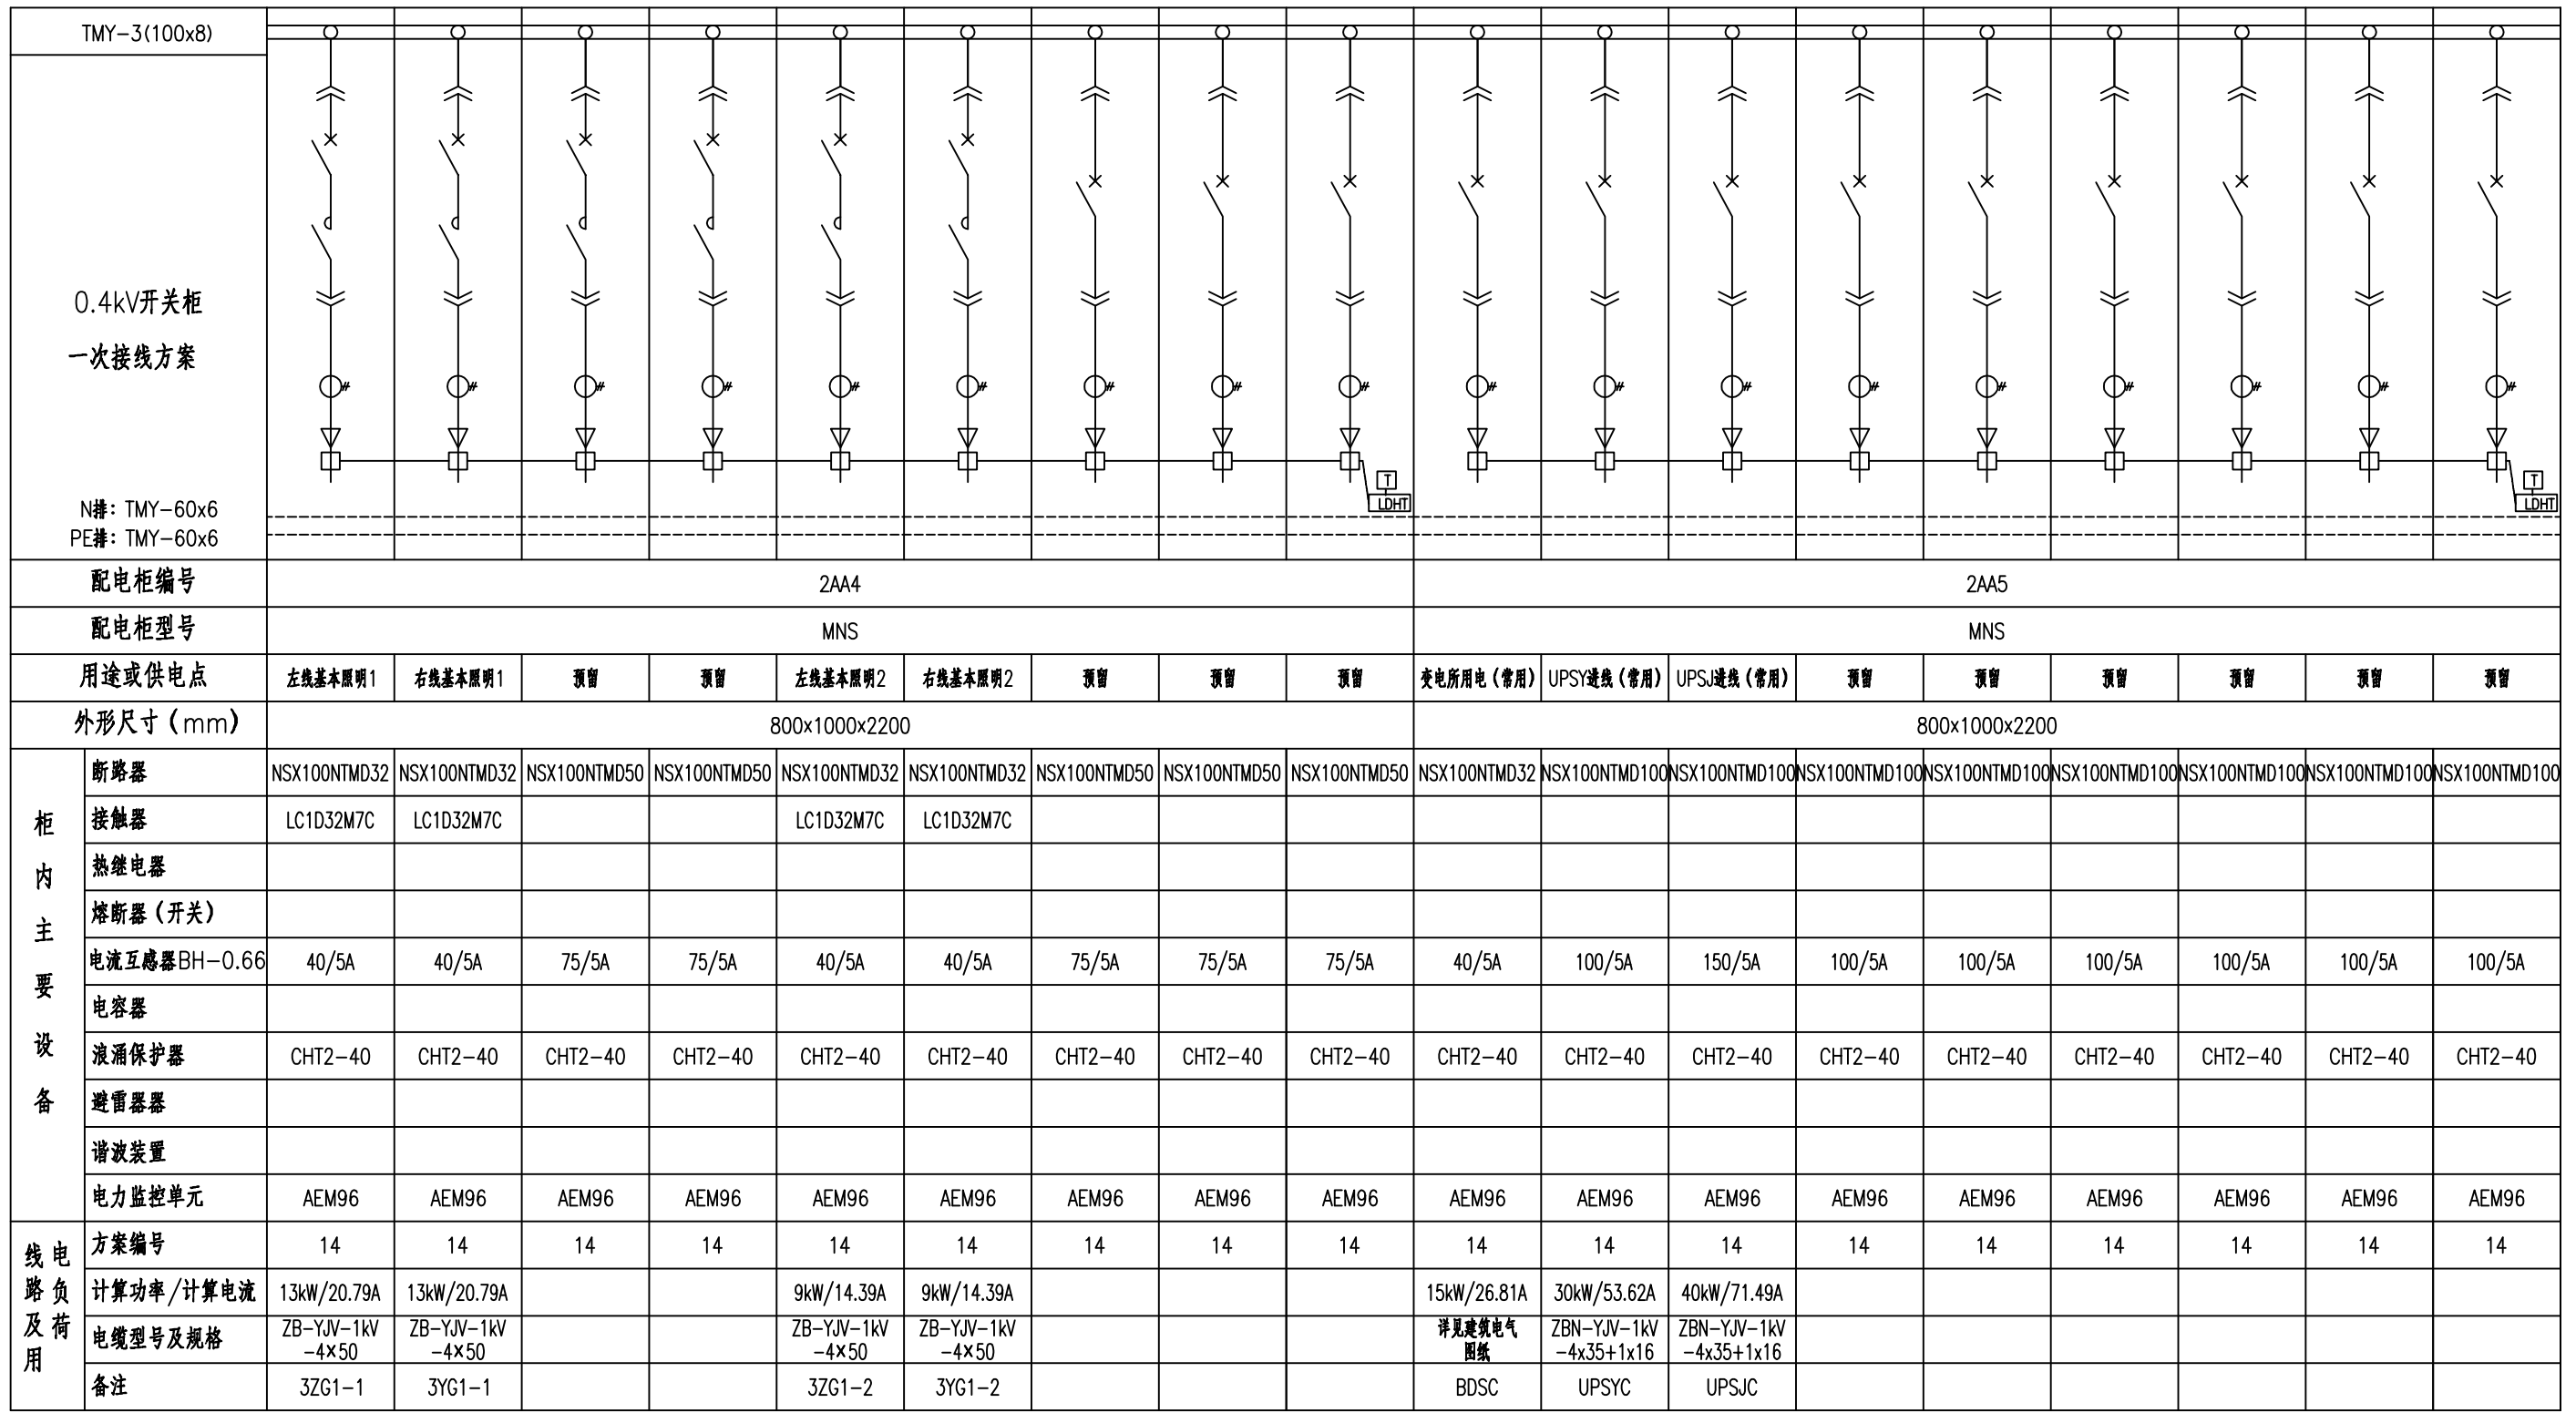 TMY-3(100x8)
0.4kV开关柜
一次接线方案
T
LDHT
T
LDHT
N排：TMY-60x6
PE排：TMY-60x6
配电柜编号 2AA4 2AA5
配电柜型号 MNS MNS
用途或供电点 左线基本照明1 右线基本照明1 预留 预留 左线基本照明2 右线基本照明2 预留 预留 预留 变电所用电（常用） UPSY进线（常用） UPSJ进线（常用） 预留 预留 预留 预留 预留 预留
外形尺寸（mm） 800x1000x2200 800x1000x2200
柜内主要设备
断路器 NSX100NTMD32 NSX100NTMD32 NSX100NTMD50 NSX100NTMD50 NSX100NTMD32 NSX100NTMD32 NSX100NTMD50 NSX100NTMD50 NSX100NTMD50 NSX100NTMD32 NSX100NTMD100 NSX100NTMD100 NSX100NTMD100 NSX100NTMD100 NSX100NTMD100 NSX100NTMD100 NSX100NTMD100 NSX100NTMD100
接触器 LC1D32M7C LC1D32M7C LC1D32M7C LC1D32M7C
热继电器
熔断器（开关）
电流互感器BH-0.66 40/5A 40/5A 75/5A 75/5A 40/5A 40/5A 75/5A 75/5A 75/5A 40/5A 100/5A 150/5A 100/5A 100/5A 100/5A 100/5A 100/5A 100/5A
电容器
浪涌保护器 CHT2-40 CHT2-40 CHT2-40 CHT2-40 CHT2-40 CHT2-40 CHT2-40 CHT2-40 CHT2-40 CHT2-40 CHT2-40 CHT2-40 CHT2-40 CHT2-40 CHT2-40 CHT2-40 CHT2-40 CHT2-40
避雷器器
谐波装置
电力监控单元 AEM96 AEM96 AEM96 AEM96 AEM96 AEM96 AEM96 AEM96 AEM96 AEM96 AEM96 AEM96 AEM96 AEM96 AEM96 AEM96 AEM96 AEM96
线路及用
电负荷
方案编号 14 14 14 14 14 14 14 14 14 14 14 14 14 14 14 14 14 14
计算功率/计算电流 13kW/20.79A 13kW/20.79A 9kW/14.39A 9kW/14.39A 15kW/26.81A 30kW/53.62A 40kW/71.49A
电缆型号及规格 ZB-YJV-1kV ZB-YJV-1kV ZB-YJV-1kV ZB-YJV-1kV 详见建筑电气 ZBN-YJV-1kV ZBN-YJV-1kV
-4×50 -4×50 -4×50 -4×50 图纸 -4x35+1x16 -4x35+1x16
备注 3ZG1-1 3YG1-1 3ZG1-2 3YG1-2 BDSC UPSYC UPSJC